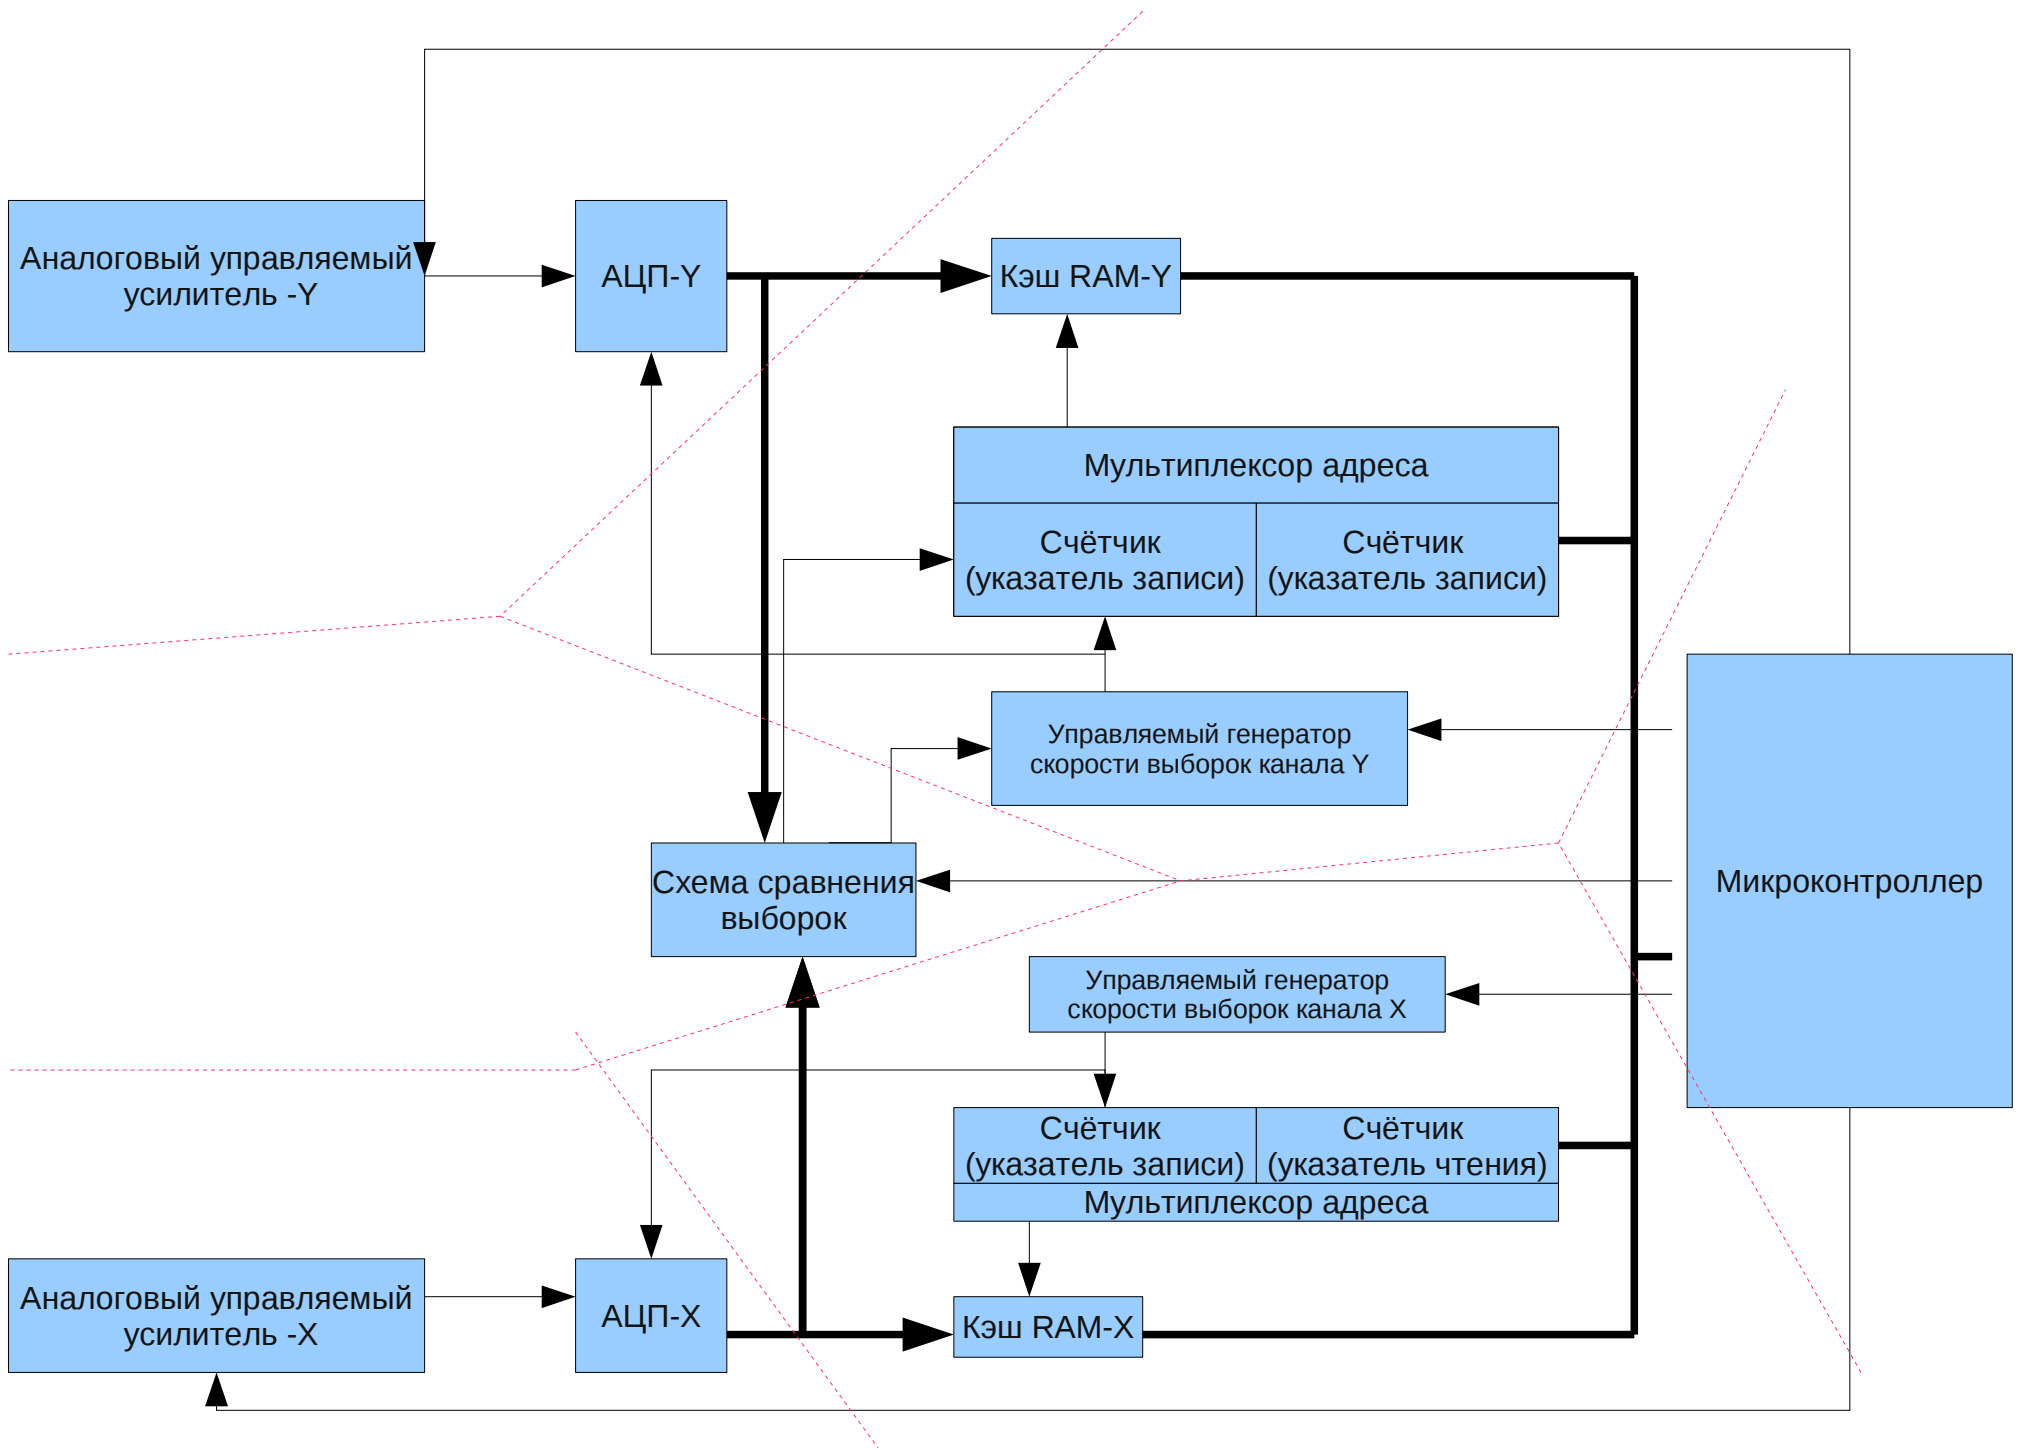 Аналоговый управляемый
усилитель -Y
АЦП-Y
Кэш RAM-Y
Мультиплексор адреса
Счётчик
(указатель записи)
Счётчик
(указатель записи)
Управляемый генератор
скорости выборок канала Y
Схема сравнения
выборок
Микроконтроллер
Управляемый генератор
скорости выборок канала X
Счётчик
(указатель записи)
Счётчик
(указатель чтения)
Мультиплексор адреса
Аналоговый управляемый
усилитель -X
АЦП-X
Кэш RAM-X